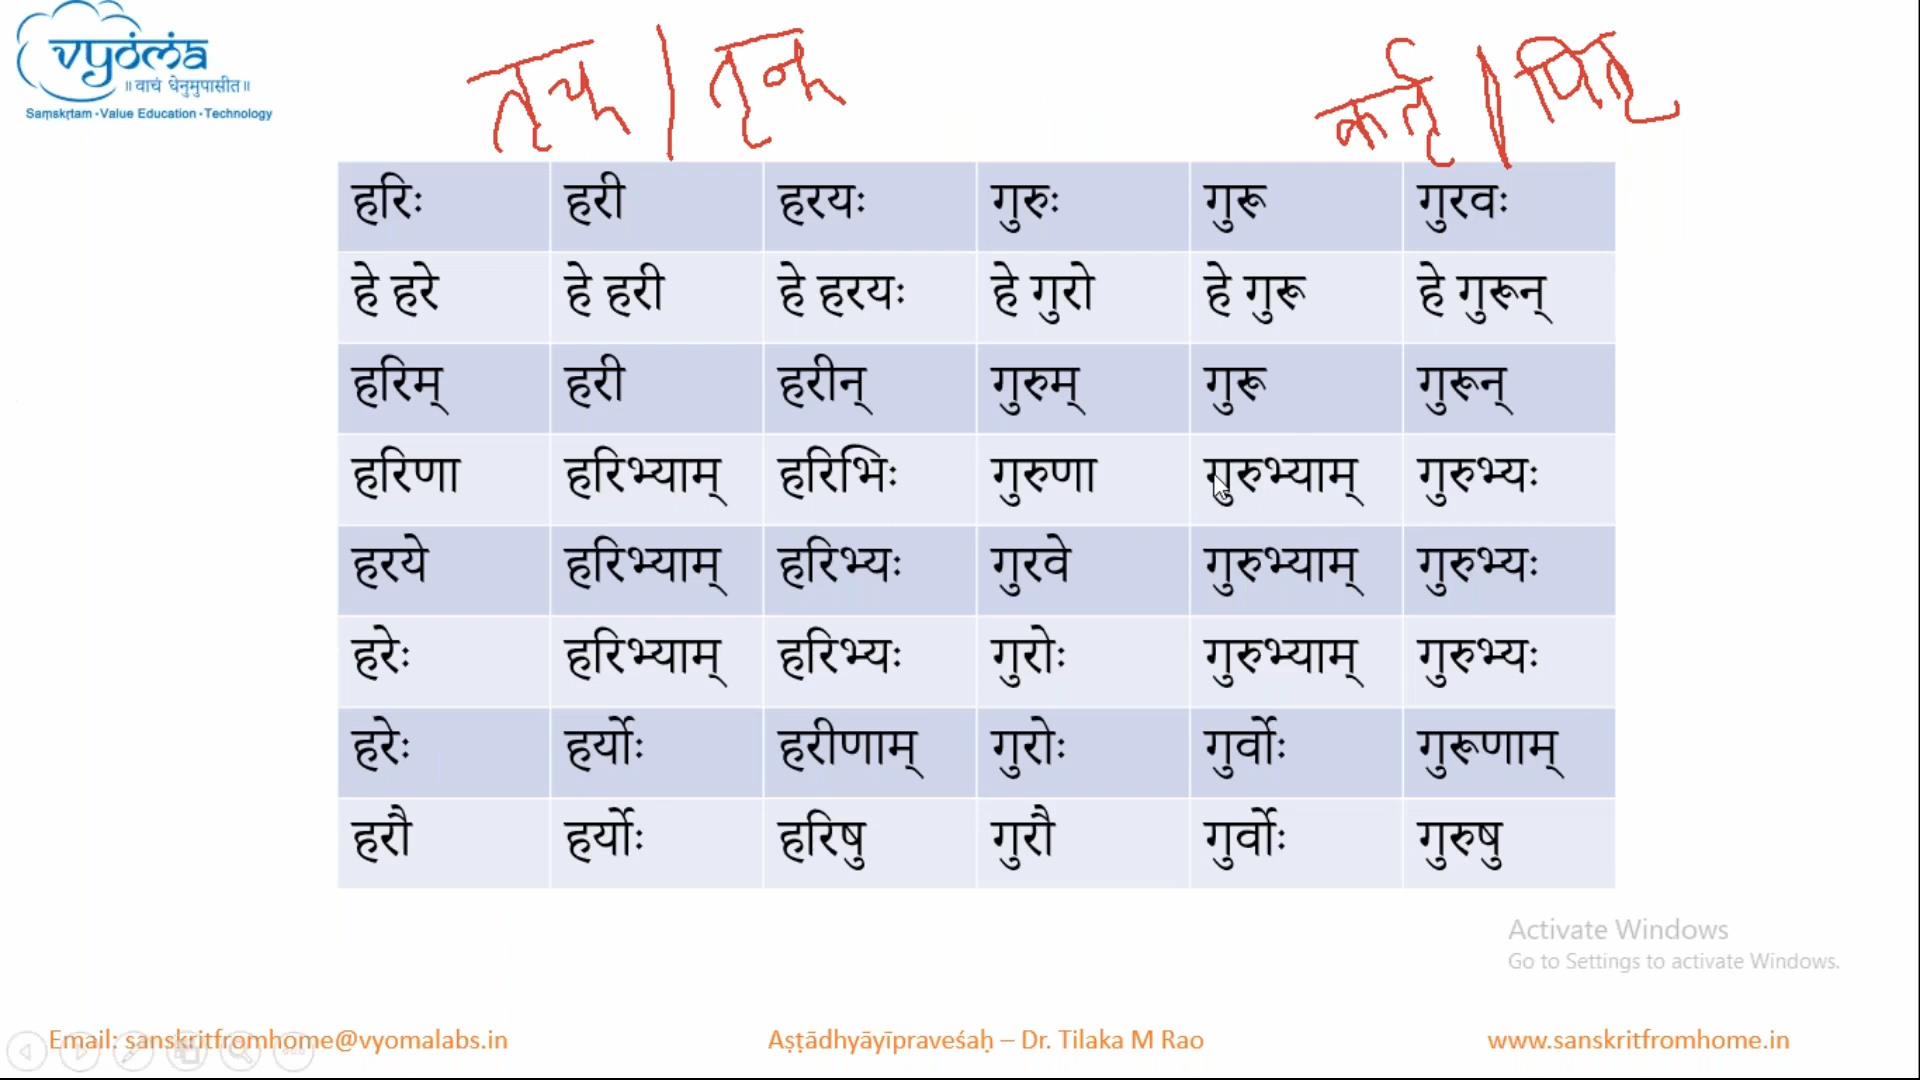 vyoma
॥ वाचं धेनुमुपासीत॥
Saṃskṛtam - Value Education - Technology
तृच् | तृन् कर्तृ || पितृ
हरिः हरी हरयः गुरुः गुरू गुरवः
हे हरे हे हरी हे हरयः हे गुरो हे गुरू हे गुरून्
हरिम् हरी हरीन् गुरुम् गुरू गुरून्
हरिणा हरिभ्याम् हरिभिः गुरुणा गुरुभ्याम् गुरुभ्यः
हरये हरिभ्याम् हरिभ्यः गुरवे गुरुभ्याम् गुरुभ्यः
हरेः हरिभ्याम् हरिभ्यः गुरोः गुरुभ्याम् गुरुभ्यः
हरेः हर्योः हरीणाम् गुरोः गुर्वोः गुरूणाम्
हरौ हर्योः हरिषु गुरौ गुर्वोः गुरुषु
Activate Windows
Go to Settings to activate Windows.
Email: sanskritfromhome@vyomalabs.in Aṣṭādhyāyīpraveśaḥ – Dr. Tilaka M Rao www.sanskritfromhome.in